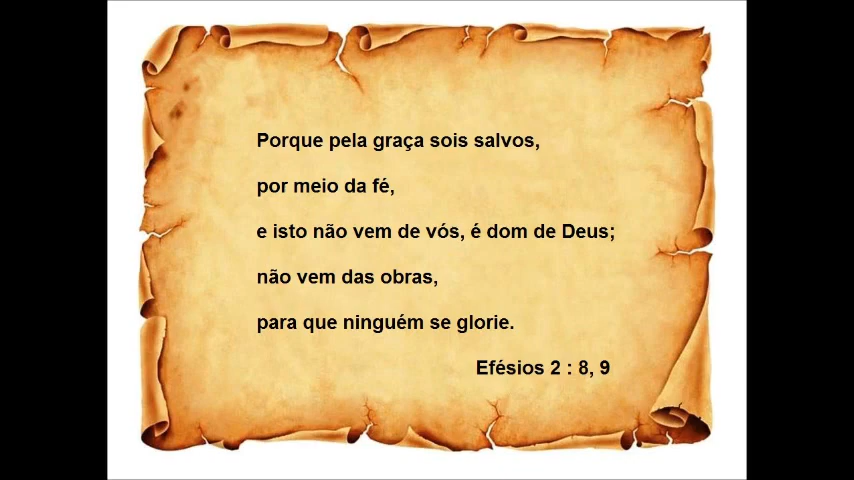 Porque pela graça sois salvos,
por meio da fé,
e isto não vem de vós, é dom de Deus;
não vem das obras,
para que ninguém se glorie.
Efésios 2 : 8, 9